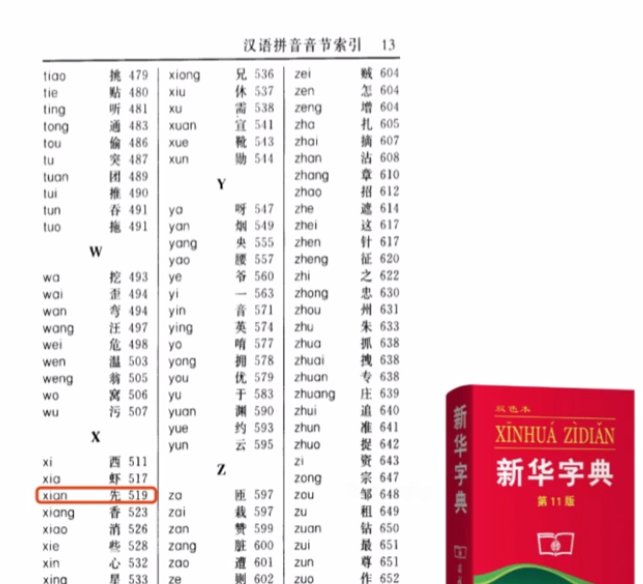 汉语拼音音节索引 13
tiao 挑 479
tie 贴 480
ting 听 481
tong 通 483
tou 偷 486
tu 突 487
tuan 团 489
tui 推 490
tun 吞 491
tuo 拖 491
W
wa 挖 493
wai 歪 494
wan 弯 494
wang 汪 497
wei 危 498
wen 温 503
weng 翁 505
wo 窝 506
wu 污 507
X
xi 西 511
xia 虾 517
xian 先 519
xiang 香 523
xiao 消 526
xie 些 528
xin 心 532
xing 星 533
xiong 兄 536
xiu 休 537
xu 需 538
xuan 宣 541
xue 靴 543
xun 勋 544
Y
ya 呀 547
yan 烟 549
yang 央 555
yao 腰 557
ye 爷 560
yi 一 563
yin 音 571
ying 英 574
yo 唷 577
yong 拥 578
you 优 579
yu 于 583
yuan 渊 590
yue 约 593
yun 云 595
Z
za 匝 597
zai 栽 597
zan 赞 599
zang 脏 600
zao 遭 601
ze 则 602
zei 贼 604
zen 怎 604
zeng 增 604
zha 扎 605
zhai 摘 607
zhan 沾 608
zhang 章 610
zhao 招 612
zhe 遮 614
zhei 这 617
zhen 针 617
zheng 征 620
zhi 之 622
zhong 忠 630
zhou 州 631
zhu 朱 633
zhua 抓 638
zhuai 拽 638
zhuan 专 638
zhuang 庄 639
zhui 追 640
zhun 准 641
zhuo 捉 642
zi 资 643
zong 宗 647
zou 邹 648
zu 租 649
zuan 钻 650
zui 最 651
zun 尊 651
zuo 作 652
新华字典
双色本
XĪNHUÁ ZÌDIǍN
新华字典
第11版